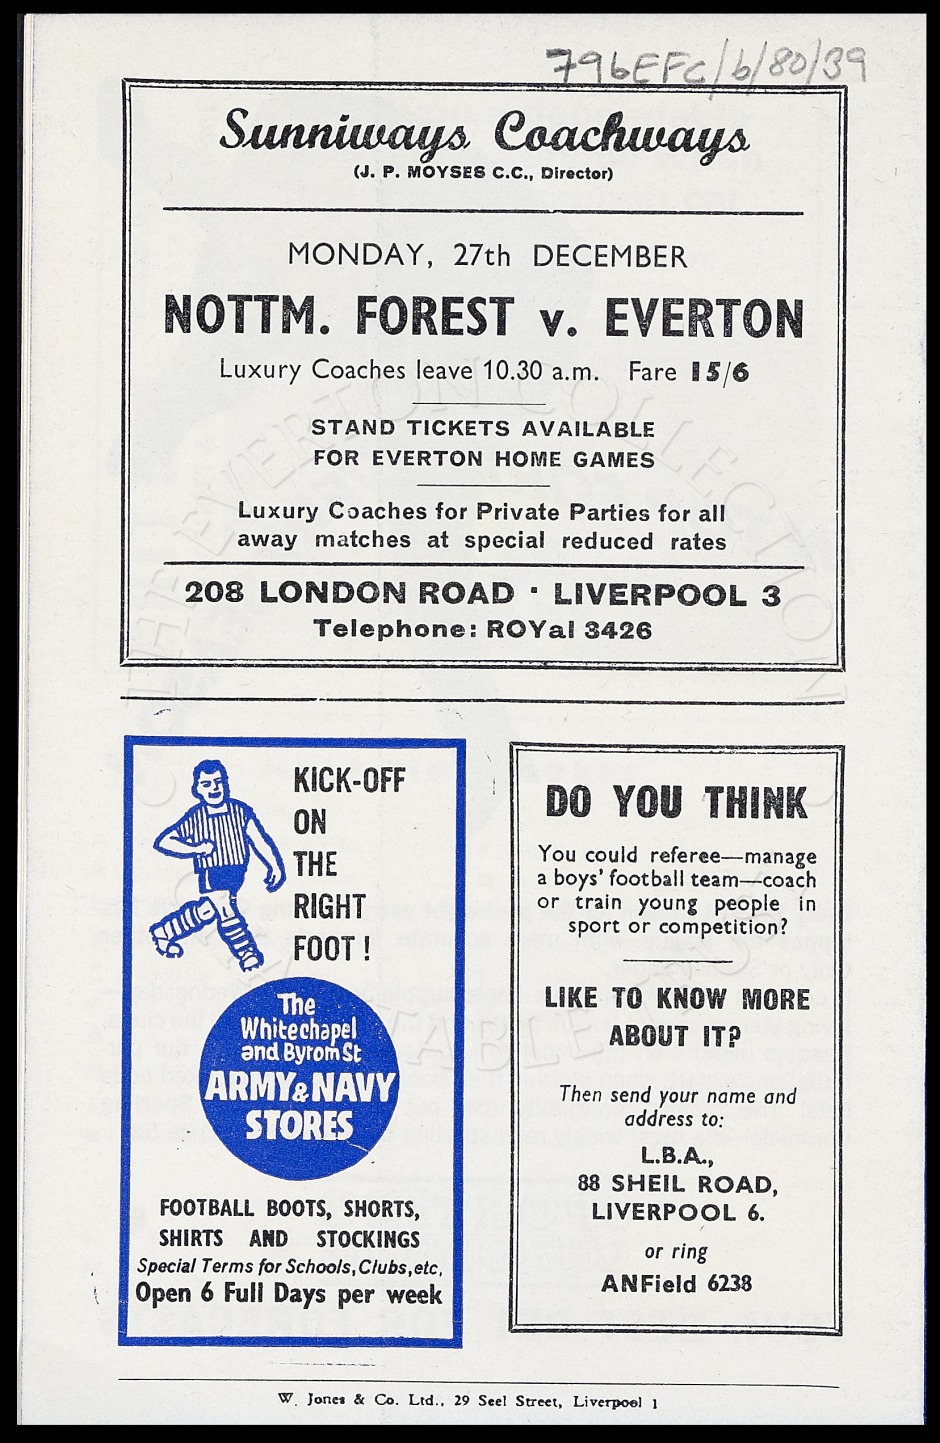 796EFC/6/80/39
Sunniways Coachways
(J. P. MOYSES C.C., Director)
MONDAY, 27th DECEMBER
NOTTM. FOREST v. EVERTON
Luxury Coaches leave 10.30 a.m. Fare 15/6
STAND TICKETS AVAILABLE
FOR EVERTON HOME GAMES
Luxury Coaches for Private Parties for all
away matches at special reduced rates
208 LONDON ROAD · LIVERPOOL 3
Telephone: ROYal 3426
KICK-OFF
ON
THE
RIGHT
FOOT!
The
Whitechapel
and Byrom St
ARMY & NAVY
STORES
FOOTBALL BOOTS, SHORTS,
SHIRTS AND STOCKINGS
Special Terms for Schools, Clubs, etc,
Open 6 Full Days per week
DO YOU THINK
You could referee—manage
a boys' football team—coach
or train young people in
sport or competition?
LIKE TO KNOW MORE
ABOUT IT?
Then send your name and
address to:
L.B.A.,
88 SHEIL ROAD,
LIVERPOOL 6.
or ring
ANField 6238
W. Jones & Co. Ltd., 29 Seel Street, Liverpool 1
THE EVERTON COLLECTION
CHARITABLE TRUST